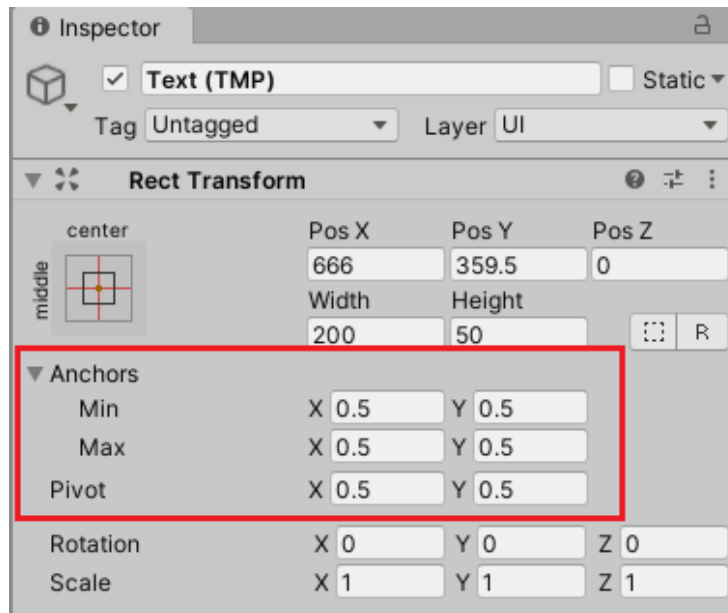 Inspector
Text (TMP) Static
Tag Untagged Layer UI
Rect Transform
center Pos X Pos Y Pos Z
middle 666 359.5 0
Width Height
200 50 R
Anchors
Min X 0.5 Y 0.5
Max X 0.5 Y 0.5
Pivot X 0.5 Y 0.5
Rotation X 0 Y 0 Z 0
Scale X 1 Y 1 Z 1